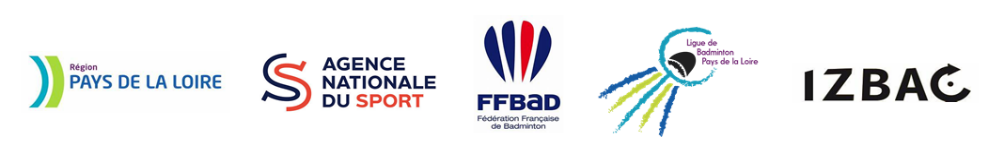 Région
PAYS DE LA LOIRE
AGENCE
NATIONALE
DU SPORT
FFBaD
Fédération Française
de Badminton
Ligue de
Badminton
Pays de la Loire
IZBAC